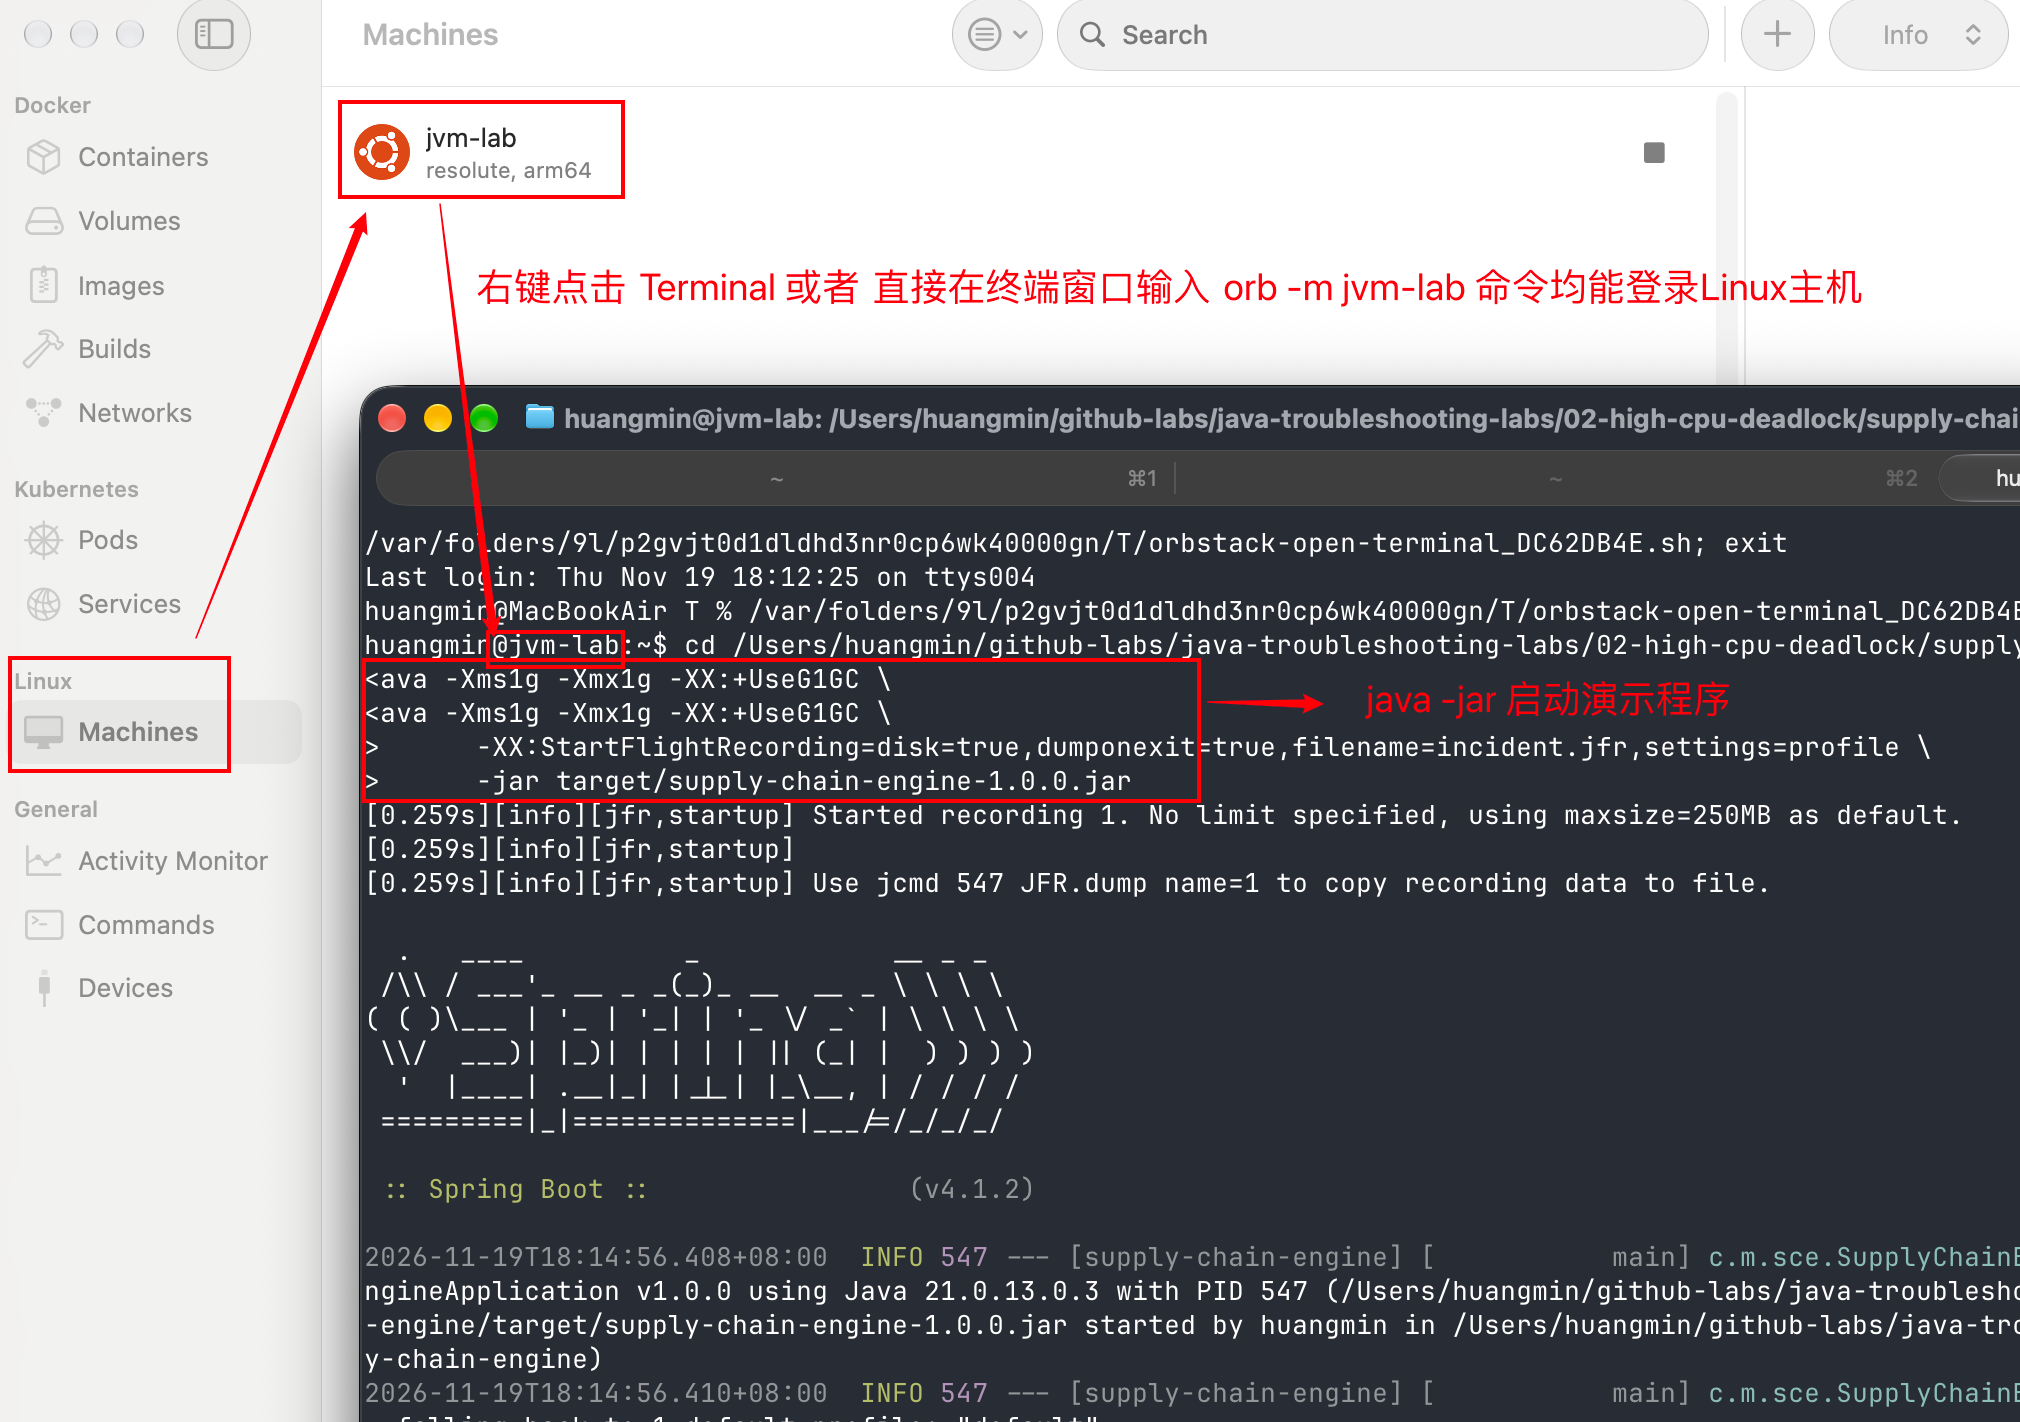 Machines
Search
Info
Docker
Containers
Volumes
Images
Builds
Networks
Kubernetes
Pods
Services
Linux
Machines
General
Activity Monitor
Commands
Devices
jvm-lab
resolute, arm64
右键点击 Terminal 或者 直接在终端窗口输入 orb -m jvm-lab 命令均能登录Linux主机
huangmin@jvm-lab: /Users/huangmin/github-labs/java-troubleshooting-labs/02-high-cpu-deadlock/supply-chai
~ ⌘1 ~ ⌘2 hu
/var/folders/9l/p2gvjt0d1dldhd3nr0cp6wk40000gn/T/orbstack-open-terminal_DC62DB4E.sh; exit
Last login: Thu Nov 19 18:12:25 on ttys004
huangmin@MacBookAir T % /var/folders/9l/p2gvjt0d1dldhd3nr0cp6wk40000gn/T/orbstack-open-terminal_DC62DB4E
huangmin@jvm-lab:~$ cd /Users/huangmin/github-labs/java-troubleshooting-labs/02-high-cpu-deadlock/supply
<ava -Xms1g -Xmx1g -XX:+UseG1GC \
<ava -Xms1g -Xmx1g -XX:+UseG1GC \
>      -XX:StartFlightRecording=disk=true,dumponexit=true,filename=incident.jfr,settings=profile \
>      -jar target/supply-chain-engine-1.0.0.jar
java -jar 启动演示程序
[0.259s][info][jfr,startup] Started recording 1. No limit specified, using maxsize=250MB as default.
[0.259s][info][jfr,startup]
[0.259s][info][jfr,startup] Use jcmd 547 JFR.dump name=1 to copy recording data to file.
:: Spring Boot ::                (v4.1.2)
2026-11-19T18:14:56.408+08:00  INFO 547 --- [supply-chain-engine] [           main] c.m.sce.SupplyChainE
ngineApplication v1.0.0 using Java 21.0.13.0.3 with PID 547 (/Users/huangmin/github-labs/java-troublesho
-engine/target/supply-chain-engine-1.0.0.jar started by huangmin in /Users/huangmin/github-labs/java-tro
y-chain-engine)
2026-11-19T18:14:56.410+08:00  INFO 547 --- [supply-chain-engine] [           main] c.m.sce.SupplyChainE
falling back to 1 default profile: "default"